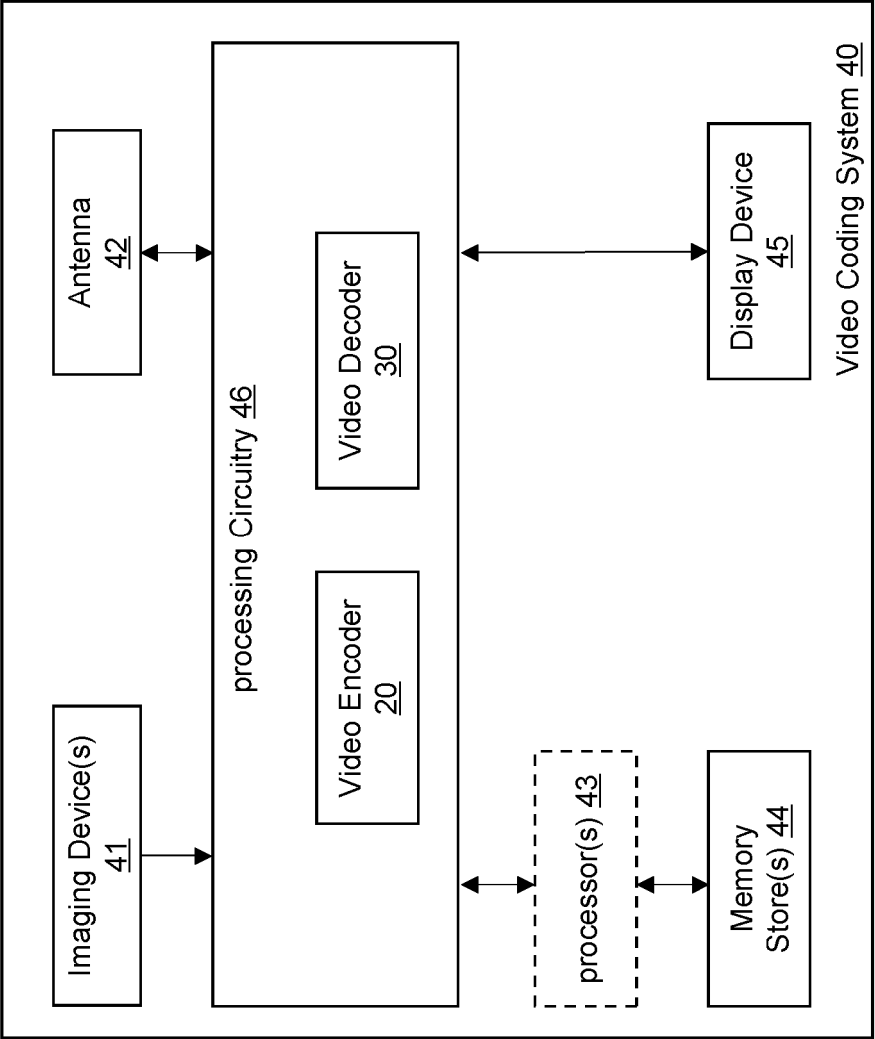 Imaging Device(s)
41
Antenna
42
processing Circuitry 46
Video Encoder
20
Video Decoder
30
processor(s) 43
Memory
Store(s) 44
Display Device
45
Video Coding System 40